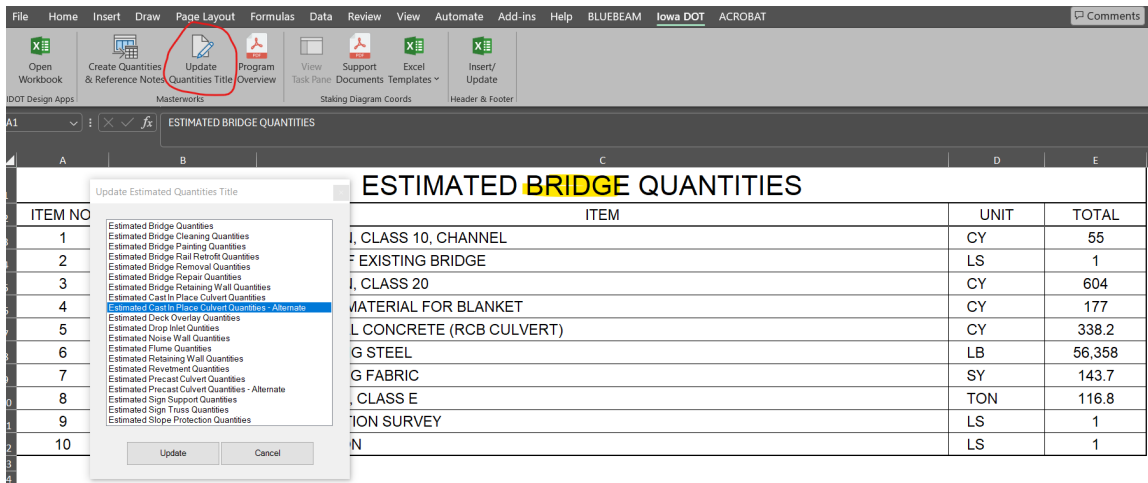 File Home Insert Draw Page Layout Formulas Data Review View Automate Add-ins Help BLUEBEAM Iowa DOT ACROBAT Comments
Open Workbook
Create Quantities & Reference Notes
Update Quantities Title
Program Overview
View Task Pane
Support Documents
Excel Templates
Insert/ Update
IDOT Design Apps Masterworks Staking Diagram Coords Header & Footer
A1 fx ESTIMATED BRIDGE QUANTITIES
A B C D E
ESTIMATED BRIDGE QUANTITIES
ITEM NO ITEM UNIT TOTAL
1 N, CLASS 10, CHANNEL CY 55
2 F EXISTING BRIDGE LS 1
3 N, CLASS 20 CY 604
4 MATERIAL FOR BLANKET CY 177
5 L CONCRETE (RCB CULVERT) CY 338.2
6 G STEEL LB 56,358
7 G FABRIC SY 143.7
8 , CLASS E TON 116.8
9 TION SURVEY LS 1
10 N LS 1
Update Estimated Quantities Title
Estimated Bridge Quantities
Estimated Bridge Cleaning Quantities
Estimated Bridge Painting Quantities
Estimated Bridge Rail Retrofit Quantities
Estimated Bridge Removal Quantities
Estimated Bridge Repair Quantities
Estimated Bridge Retaining Wall Quantities
Estimated Cast In Place Culvert Quantities
Estimated Cast In Place Culvert Quantities - Alternate
Estimated Deck Overlay Quantities
Estimated Drop Inlet Quntities
Estimated Noise Wall Quantities
Estimated Flume Quantities
Estimated Retaining Wall Quantities
Estimated Revetment Quantities
Estimated Precast Culvert Quantities
Estimated Precast Culvert Quantities - Alternate
Estimated Sign Support Quantities
Estimated Sign Truss Quantities
Estimated Slope Protection Quantities
Update Cancel